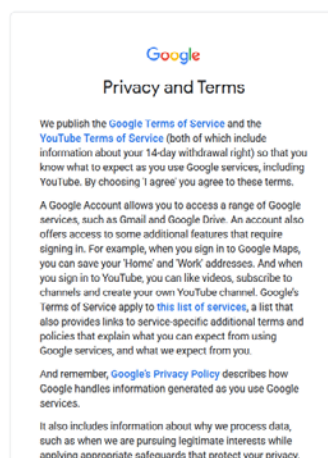 Google
Privacy and Terms
We publish the Google Terms of Service and the
YouTube Terms of Service (both of which include
information about your 14-day withdrawal right) so that you
know what to expect as you use Google services, including
YouTube. By choosing 'I agree' you agree to these terms.
A Google Account allows you to access a range of Google
services, such as Gmail and Google Drive. An account also
offers access to some additional features that require
signing in. For example, when you sign in to Google Maps,
you can save your 'Home' and 'Work' addresses. And when
you sign in to YouTube, you can like videos, subscribe to
channels and create your own YouTube channel. Google's
Terms of Service apply to this list of services, a list that
also provides links to service-specific additional terms and
policies that explain what you can expect from using
Google services, and what we expect from you.
And remember, Google's Privacy Policy describes how
Google handles information generated as you use Google
services.
It also includes information about why we process data,
such as when we are pursuing legitimate interests while
applying appropriate safeguards that protect your privacy.